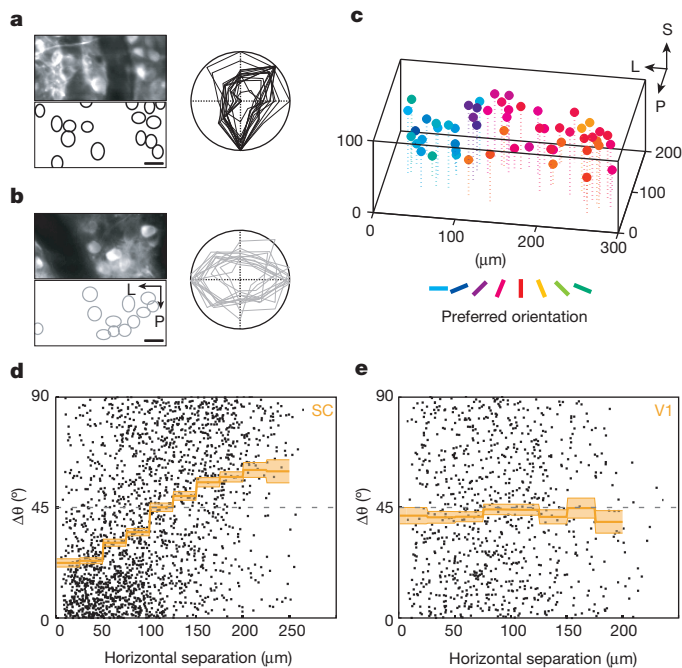 a
b
L
P
c
S
L
P
100
0
0
100
200
300
(μm)
0
100
200
Preferred orientation
d
SC
90
45
0
Δθ (°)
0 50 100 150 200 250
Horizontal separation (μm)
e
V1
90
45
0
Δθ (°)
0 50 100 150 200
Horizontal separation (μm)